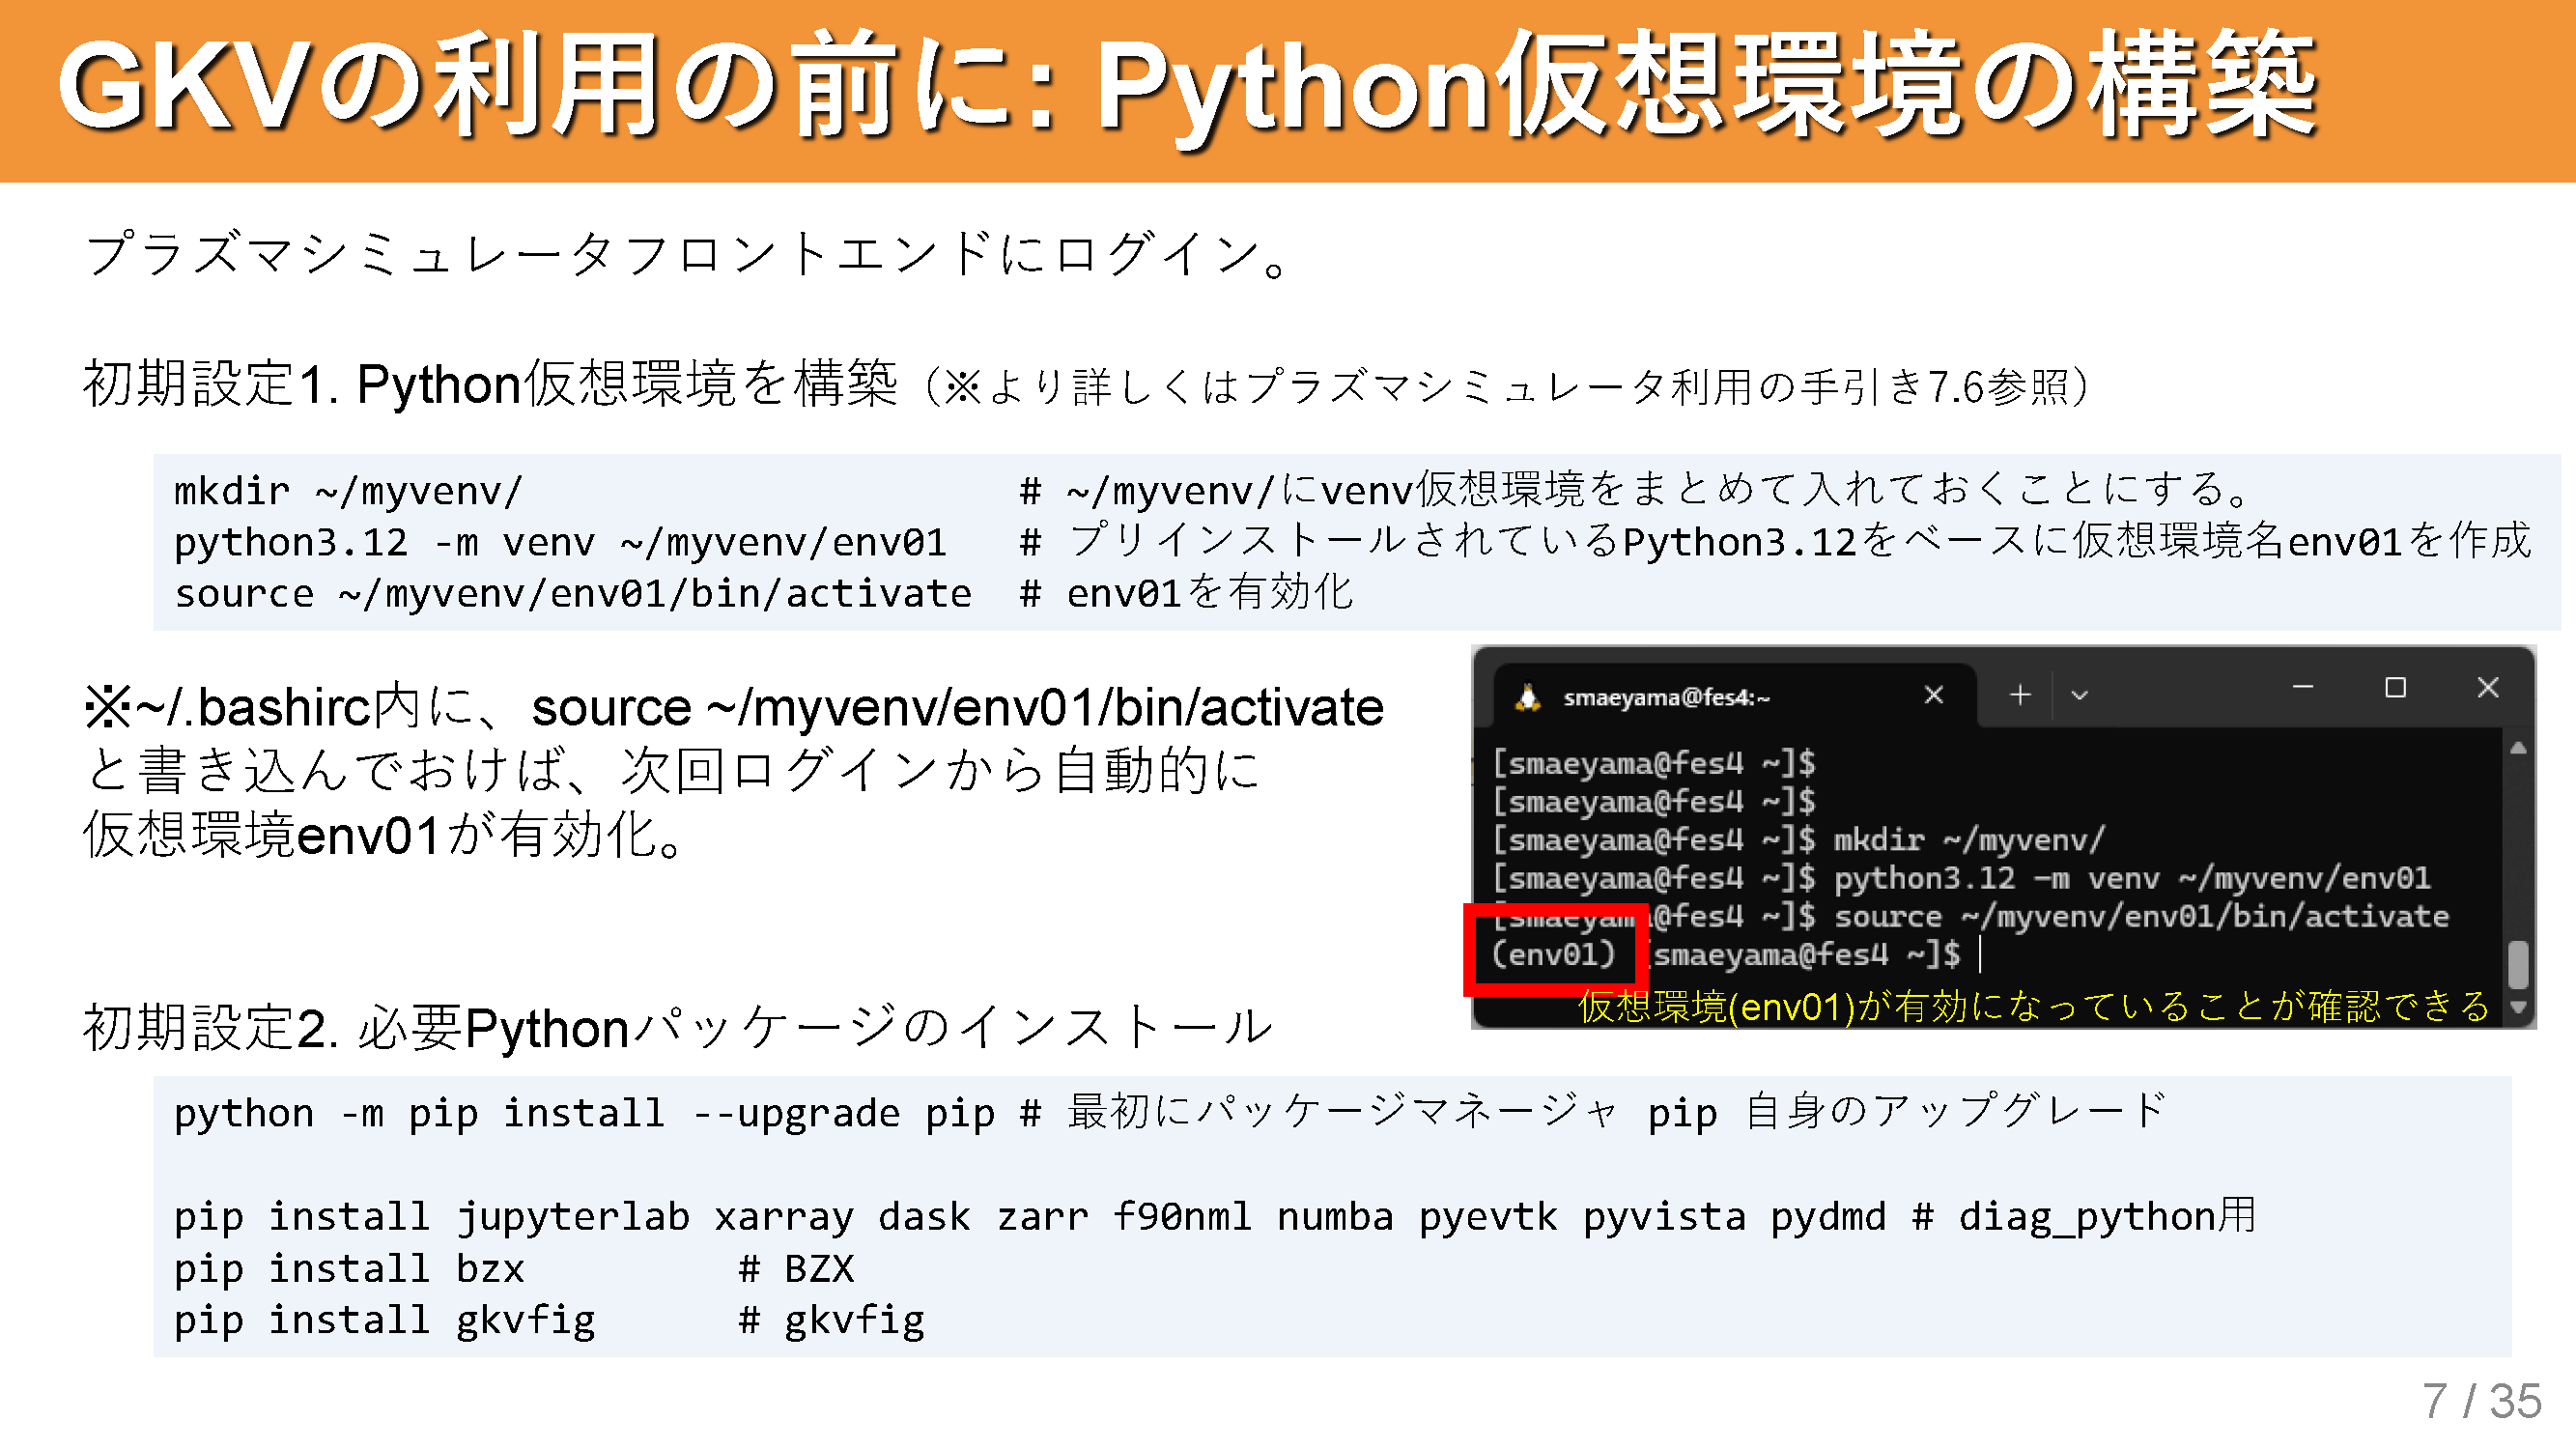 GKVの利用の前に: Python仮想環境の構築
プラズマシミュレータフロントエンドにログイン。
初期設定1. Python仮想環境を構築（※より詳しくはプラズマシミュレータ利用の手引き7.6参照）
mkdir ~/myvenv/ # ~/myvenv/にvenv仮想環境をまとめて入れておくことにする。
python3.12 -m venv ~/myvenv/env01 # プリインストールされているPython3.12をベースに仮想環境名env01を作成
source ~/myvenv/env01/bin/activate # env01を有効化
※~/.bashirc内に、source ~/myvenv/env01/bin/activate
と書き込んでおけば、次回ログインから自動的に
仮想環境env01が有効化。
smaeyama@fes4:~
[smaeyama@fes4 ~]$
[smaeyama@fes4 ~]$
[smaeyama@fes4 ~]$ mkdir ~/myvenv/
[smaeyama@fes4 ~]$ python3.12 -m venv ~/myvenv/env01
[smaeyama@fes4 ~]$ source ~/myvenv/env01/bin/activate
(env01) [smaeyama@fes4 ~]$
仮想環境(env01)が有効になっていることが確認できる
初期設定2. 必要Pythonパッケージのインストール
python -m pip install --upgrade pip # 最初にパッケージマネージャ pip 自身のアップグレード
pip install jupyterlab xarray dask zarr f90nml numba pyevtk pyvista pydmd # diag_python用
pip install bzx # BZX
pip install gkvfig # gkvfig
7 / 35